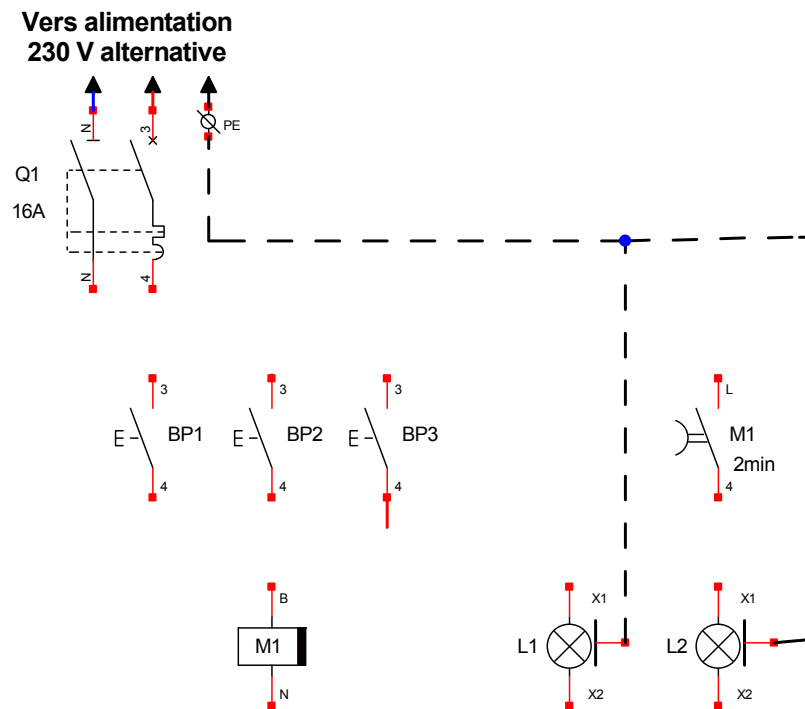 Vers alimentation
230 V alternative
N
3
PE
Q1
16A
N
4
3
3
3
L
BP1
BP2
BP3
M1
2min
4
4
4
4
B
X1
X1
M1
L1
L2
N
X2
X2